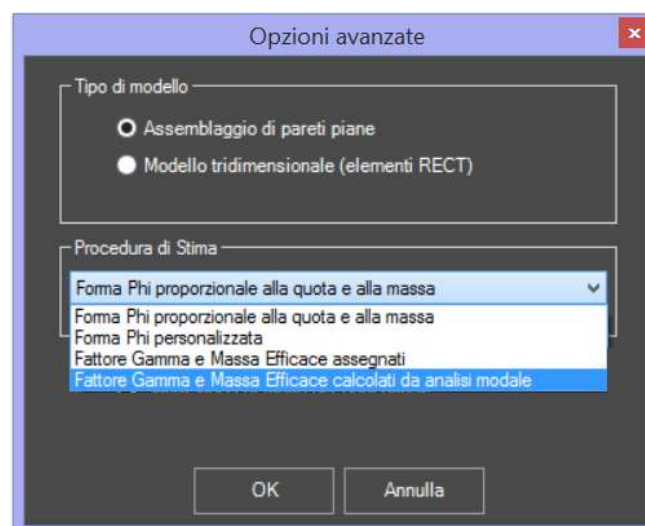 Opzioni avanzate
×
Tipo di modello
Assemblaggio di pareti piane
Modello tridimensionale (elementi RECT)
Procedura di Stima
Forma Phi proporzionale alla quota e alla massa
Forma Phi proporzionale alla quota e alla massa
Forma Phi personalizzata
Fattore Gamma e Massa Efficace assegnati
Fattore Gamma e Massa Efficace calcolati da analisi modale
OK
Annulla